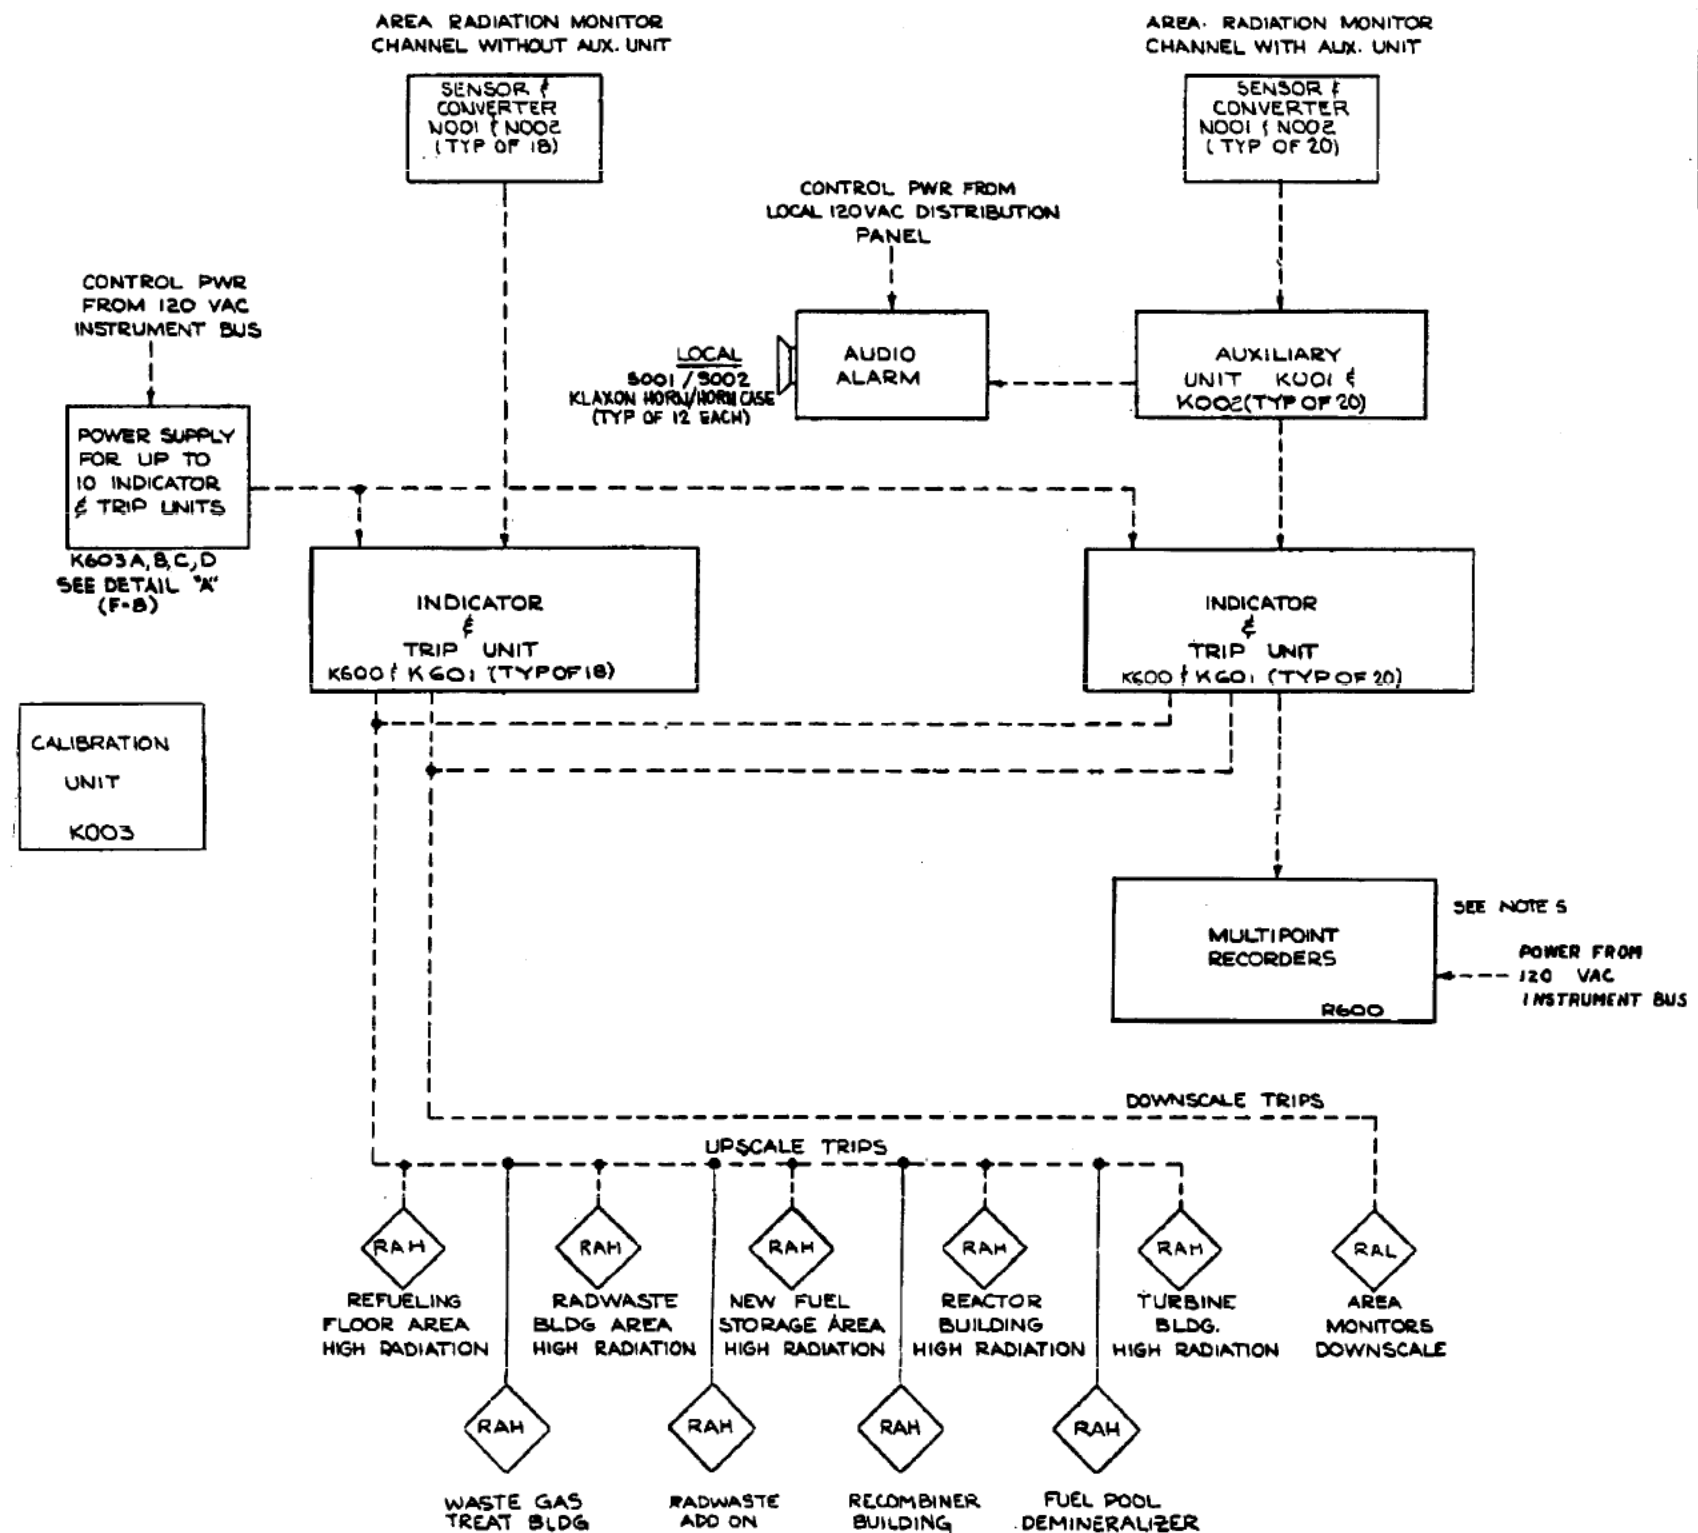 AREA RADIATION MONITOR
CHANNEL WITHOUT AUX. UNIT
AREA. RADIATION MONITOR
CHANNEL WITH AUX. UNIT
SENSOR &
CONVERTER
N001 & N002
(TYP OF 18)
SENSOR &
CONVERTER
N001 & N002
(TYP OF 20)
CONTROL PWR FROM
LOCAL 120VAC DISTRIBUTION
PANEL
CONTROL PWR
FROM 120 VAC
INSTRUMENT BUS
LOCAL
S001/S002
KLAXON HORN/HORN CASE
(TYP OF 12 EACH)
AUDIO
ALARM
AUXILIARY
UNIT K001 &
K002(TYP OF 20)
POWER SUPPLY
FOR UP TO
10 INDICATOR
& TRIP UNITS
K603A,B,C,D
SEE DETAIL "A"
(F-8)
INDICATOR
&
TRIP UNIT
K600 & K601 (TYP OF 18)
INDICATOR
&
TRIP UNIT
K600 & K601 (TYP OF 20)
CALIBRATION
UNIT
K003
MULTIPOINT
RECORDERS
R600
SEE NOTE 5
POWER FROM
120 VAC
INSTRUMENT BUS
DOWNSCALE TRIPS
UPSCALE TRIPS
RAH
RAH
RAH
RAH
RAH
RAL
REFUELING
FLOOR AREA
HIGH RADIATION
RADWASTE
BLDG AREA
HIGH RADIATION
NEW FUEL
STORAGE AREA
HIGH RADIATION
REACTOR
BUILDING
HIGH RADIATION
TURBINE
BLDG.
HIGH RADIATION
AREA
MONITORS
DOWNSCALE
RAH
RAH
RAH
RAH
WASTE GAS
TREAT BLDG
RADWASTE
ADD ON
RECOMBINER
BUILDING
FUEL POOL
DEMINERALIZER